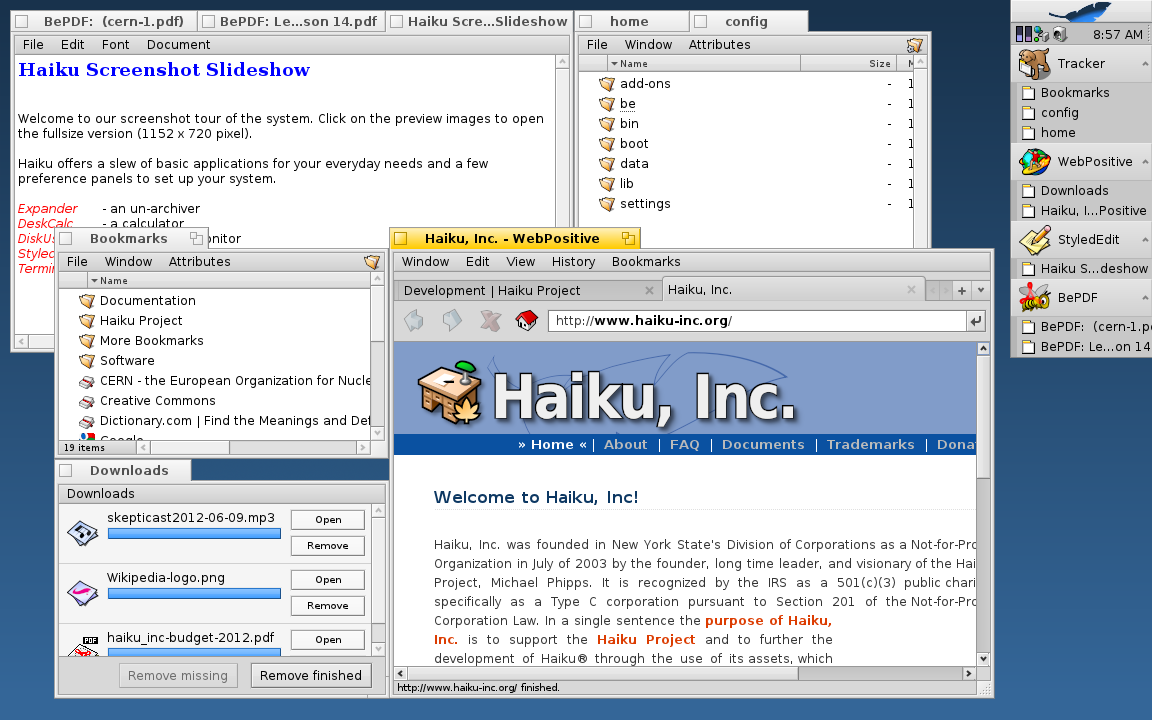 BePDF: (cern-1.pdf)
BePDF: Le...son 14.pdf
Haiku Scre...Slideshow
File Edit Font Document
Haiku Screenshot Slideshow
Welcome to our screenshot tour of the system. Click on the preview images to open
the fullsize version (1152 x 720 pixel).
Haiku offers a slew of basic applications for your everyday needs and a few
preference panels to set up your system.
Expander - an un-archiver
DeskCalc - a calculator
home
config
File Window Attributes
Name Size
add-ons -
be -
bin -
boot -
data -
lib -
settings -
8:57 AM
Tracker
Bookmarks
config
home
WebPositive
Downloads
Haiku, I...Positive
StyledEdit
Haiku S...deshow
BePDF
BePDF: (cern-1.p
BePDF: Le...on 14
Bookmarks
File Window Attributes
Name
Documentation
Haiku Project
More Bookmarks
Software
CERN - the European Organization for Nucle
Creative Commons
Dictionary.com | Find the Meanings and Def
Google
19 items
Downloads
Downloads
skepticast2012-06-09.mp3
Open
Remove
Wikipedia-logo.png
Open
Remove
PDF
haiku_inc-budget-2012.pdf
Open
Remove missing
Remove finished
Haiku, Inc. - WebPositive
Window Edit View History Bookmarks
Development | Haiku Project
Haiku, Inc.
http://www.haiku-inc.org/
Haiku, Inc.
» Home « | About | FAQ | Documents | Trademarks | Dona
Welcome to Haiku, Inc!
Haiku, Inc. was founded in New York State's Division of Corporations as a Not-for-Pro
Organization in July of 2003 by the founder, long time leader, and visionary of the Hai
Project, Michael Phipps. It is recognized by the IRS as a 501(c)(3) public chari
specifically as a Type C corporation pursuant to Section 201 of the Not-for-Pro
Corporation Law. In a single sentence the purpose of Haiku,
Inc. is to support the Haiku Project and to further the
development of Haiku® through the use of its assets, which
http://www.haiku-inc.org/ finished.